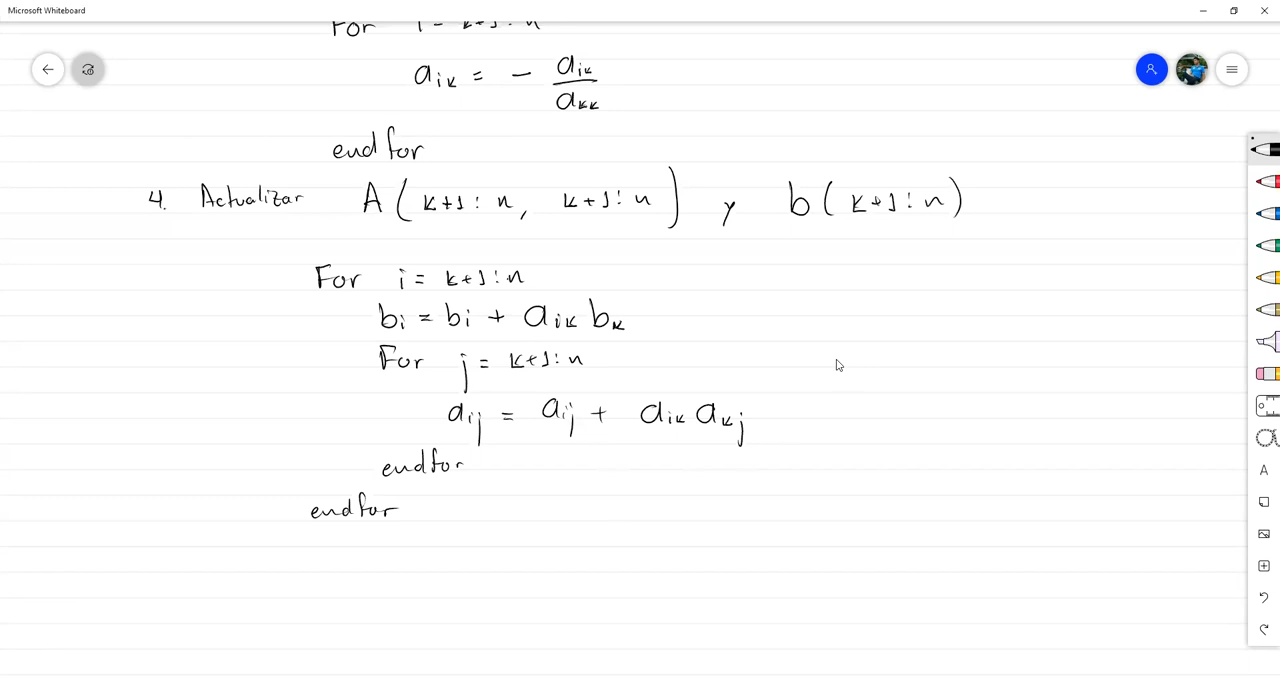 Microsoft Whiteboard
For i = k+1:n
aik = - aik / akk
endfor
4. Actualizar A(k+1:n, k+1:n) y b(k+1:n)
For i = k+1:n
bi = bi + aik bk
For j = k+1:n
aij = aij + aik akj
endfor
endfor
A